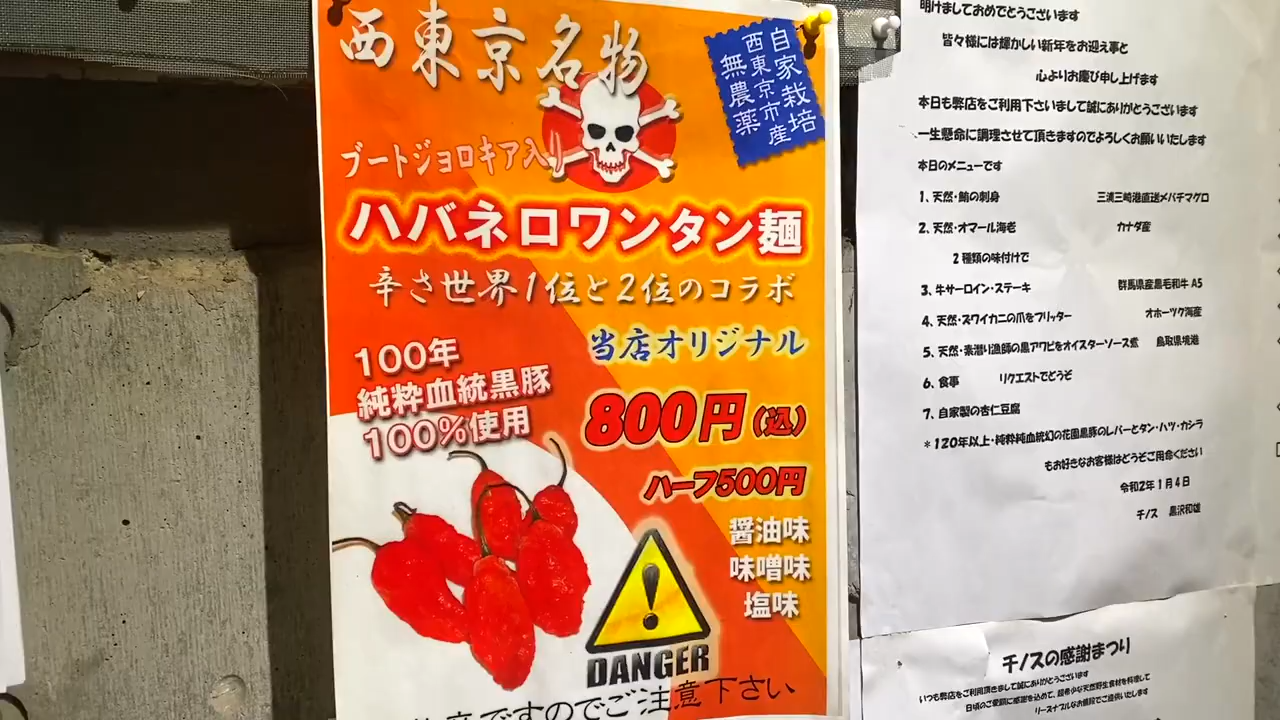 西東京名物
自家栽培
西東京市産
無農薬
ブートジョロキア入り
ハバネロワンタン麺
辛さ世界1位と2位のコラボ
当店オリジナル
100年
純粋血統黒豚
100%使用
800円(込)
ハーフ500円
醤油味
味噌味
塩味
DANGER
ですのでご注意下さい
明けましておめでとうございます
皆々様には輝かしい新年をお迎え事と
心よりお慶び申し上げます
本日も弊店をご利用下さいまして誠にありがとうございます
一生懸命に調理させて頂きますのでよろしくお願いいたします
本日のメニューです
1、天然・鮪の刺身 三浦三崎港直送メバチマグロ
2、天然・オマール海老 カナダ産
2種類の味付けで
3、牛サーロイン・ステーキ 群馬県産黒毛和牛 A5
4、天然・ズワイカニの爪をフリッター オホーツク海産
5、天然・素潜り漁師の黒アワビをオイスターソース煮 鳥取県境港
6、食事 リクエストでどうぞ
7、自家製の杏仁豆腐
*120年以上・純粋純血統幻の花園黒豚のレバーとタン・ハツ・カシラ
もお好きなお客様はどうぞご用命ください
令和2年1月4日
チノス 黒沢和雄
チノスの感謝まつり
いつも弊店をご利用頂きまして誠にありがとうございます
日頃のご愛顧に感謝を込めて、超希少な天然野生食材を料理して
リーズナブルなお値段でご提供いたします